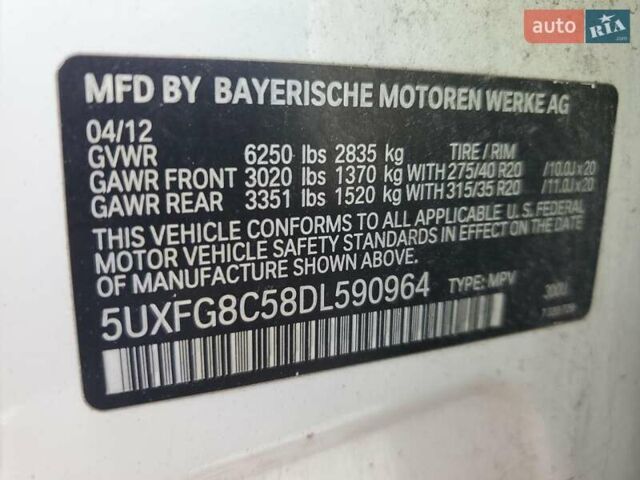 auto RIA .com
MFD BY BAYERISCHE MOTOREN WERKE AG
04/12
GVWR 6250 lbs 2835 kg TIRE / RIM
GAWR FRONT 3020 lbs 1370 kg WITH 275/40 R20 /10.0J x 20
GAWR REAR 3351 lbs 1520 kg WITH 315/35 R20 /11.0J x 20
THIS VEHICLE CONFORMS TO ALL APPLICABLE U. S. FEDERAL
MOTOR VEHICLE SAFETY STANDARDS IN EFFECT ON THE DATE
OF MANUFACTURE SHOWN ABOVE.
5UXFG8C58DL590964 TYPE: MPV